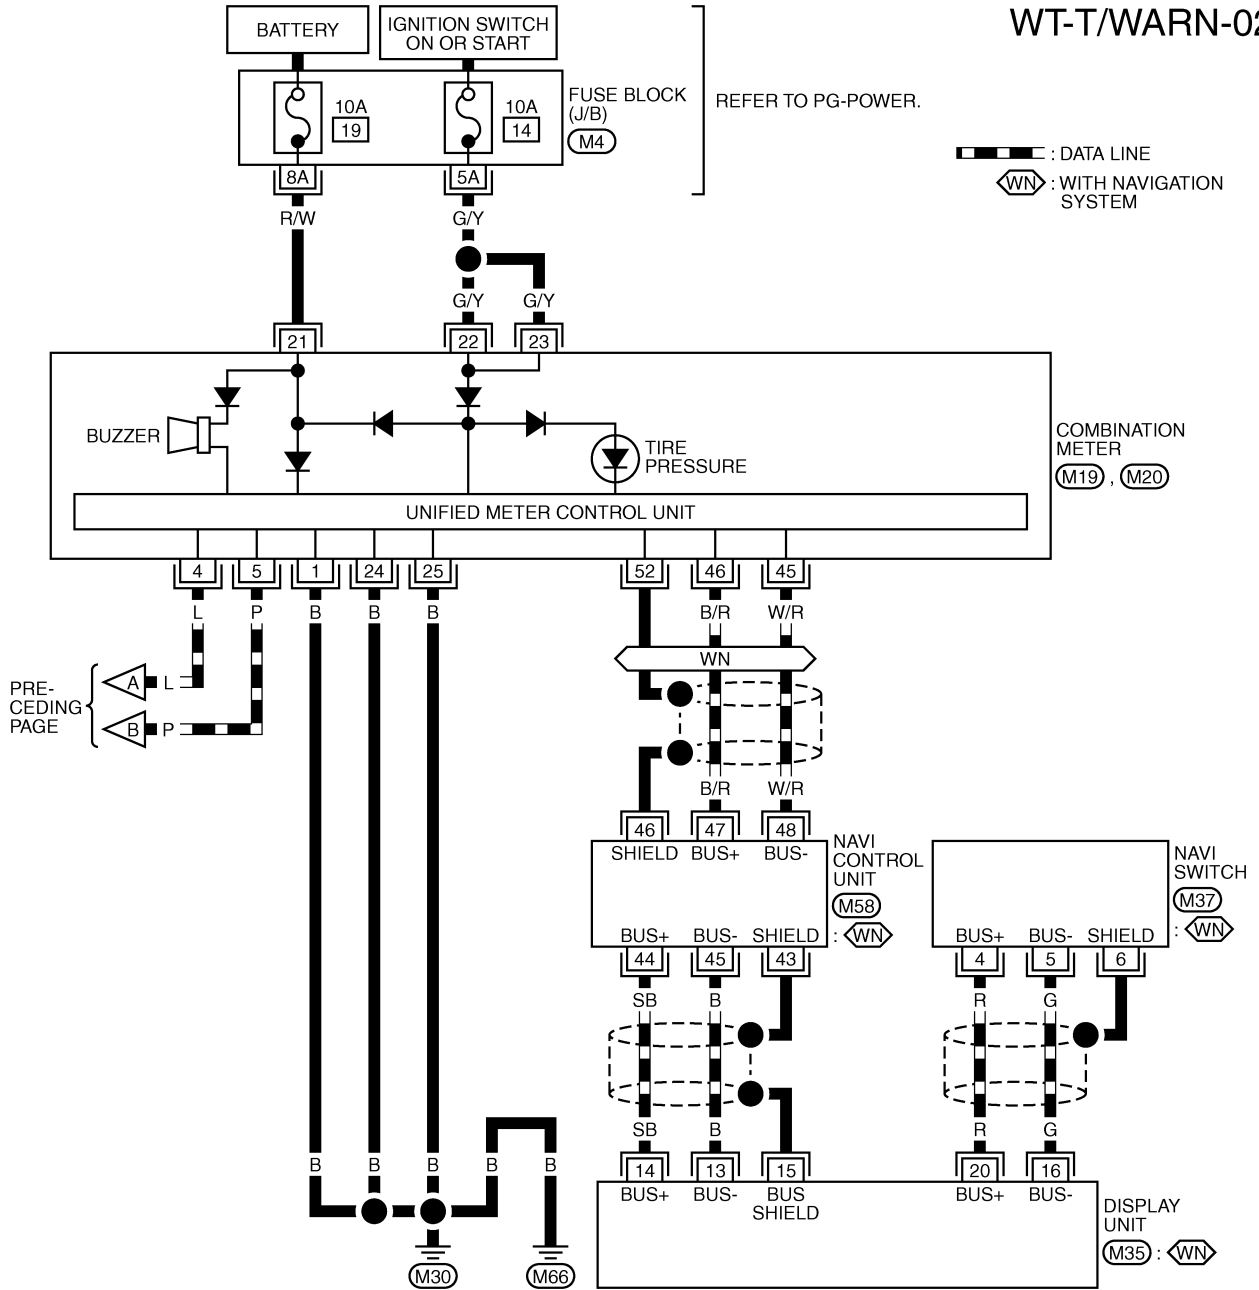 WT-T/WARN-02
BATTERY
IGNITION SWITCH
ON OR START
10A
19
10A
14
FUSE BLOCK
(J/B)
M4
REFER TO PG-POWER.
: DATA LINE
WN : WITH NAVIGATION
SYSTEM
8A
5A
R/W
G/Y
G/Y
G/Y
21
22
23
BUZZER
TIRE
PRESSURE
COMBINATION
METER
M19 , M20
UNIFIED METER CONTROL UNIT
4
5
1
24
25
52
46
45
L
P
B
B
B
B/R
W/R
WN
PRE-
CEDING
PAGE
A
L
B
P
B/R
W/R
46
47
48
SHIELD
BUS+
BUS-
NAVI
CONTROL
UNIT
M58
: WN
BUS+
BUS-
SHIELD
44
45
43
NAVI
SWITCH
M37
: WN
BUS+
BUS-
SHIELD
4
5
6
SB
B
R
G
SB
B
R
G
B
B
B
B
B
14
13
15
20
16
BUS+
BUS-
BUS
SHIELD
BUS+
BUS-
DISPLAY
UNIT
M35 : WN
M30
M66